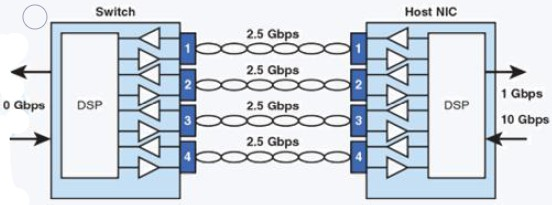 Switch
Host NIC
2.5 Gbps
1
1
2.5 Gbps
2
2
DSP
DSP
0 Gbps
1 Gbps
2.5 Gbps
3
3
10 Gbps
2.5 Gbps
4
4